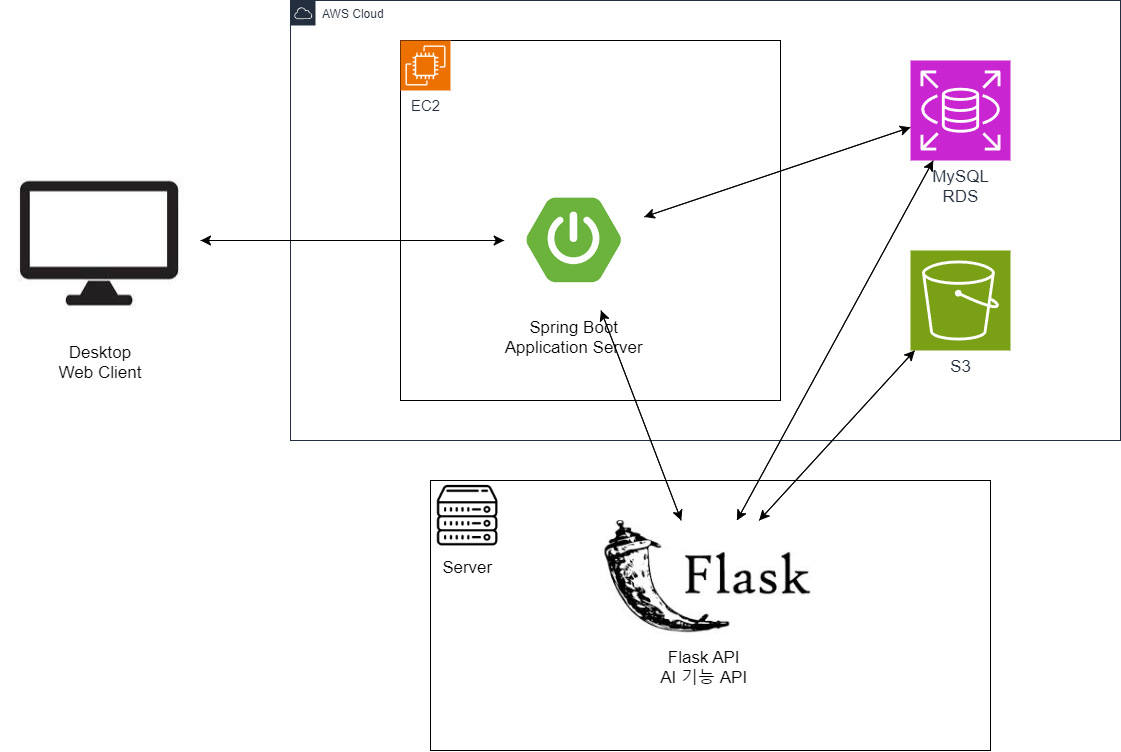 AWS Cloud
EC2
MySQL
RDS
Spring Boot
Application Server
Desktop
Web Client
S3
Server
Flask
Flask API
AI 기능 API